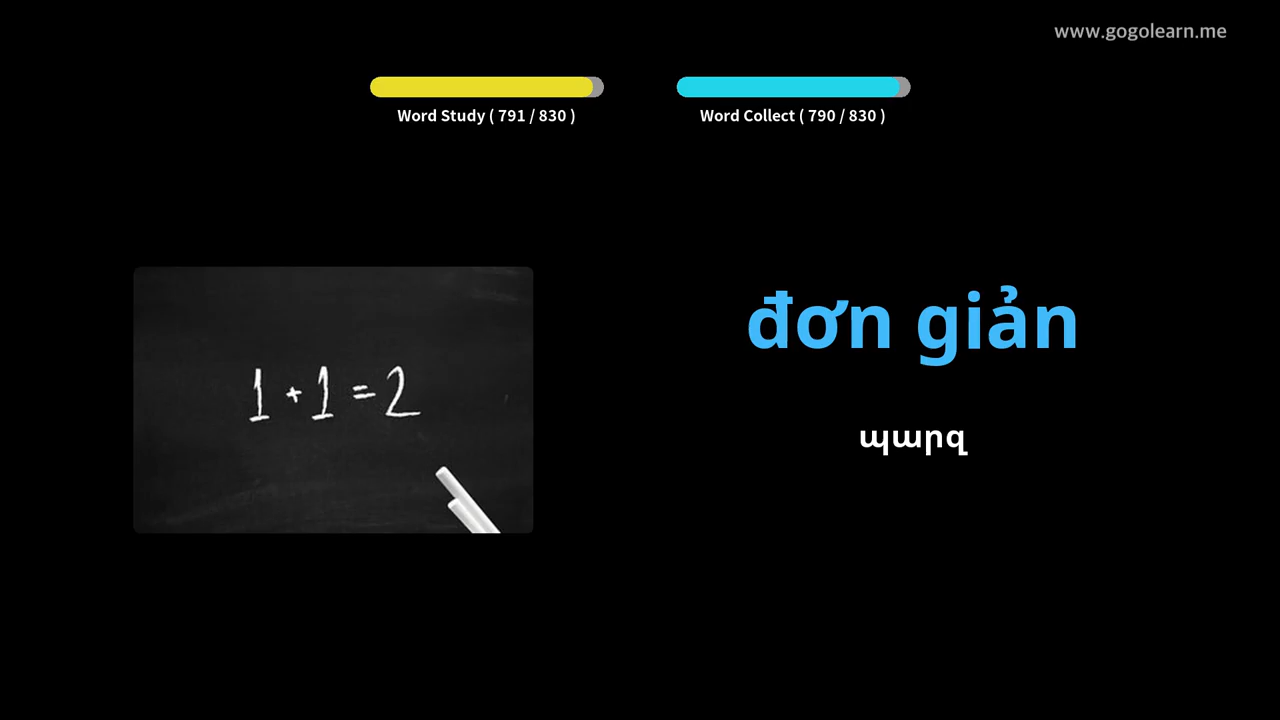 www.gogolearn.me
Word Study ( 791 / 830 )
Word Collect ( 790 / 830 )
1 + 1 = 2
đơn giản
պարզ